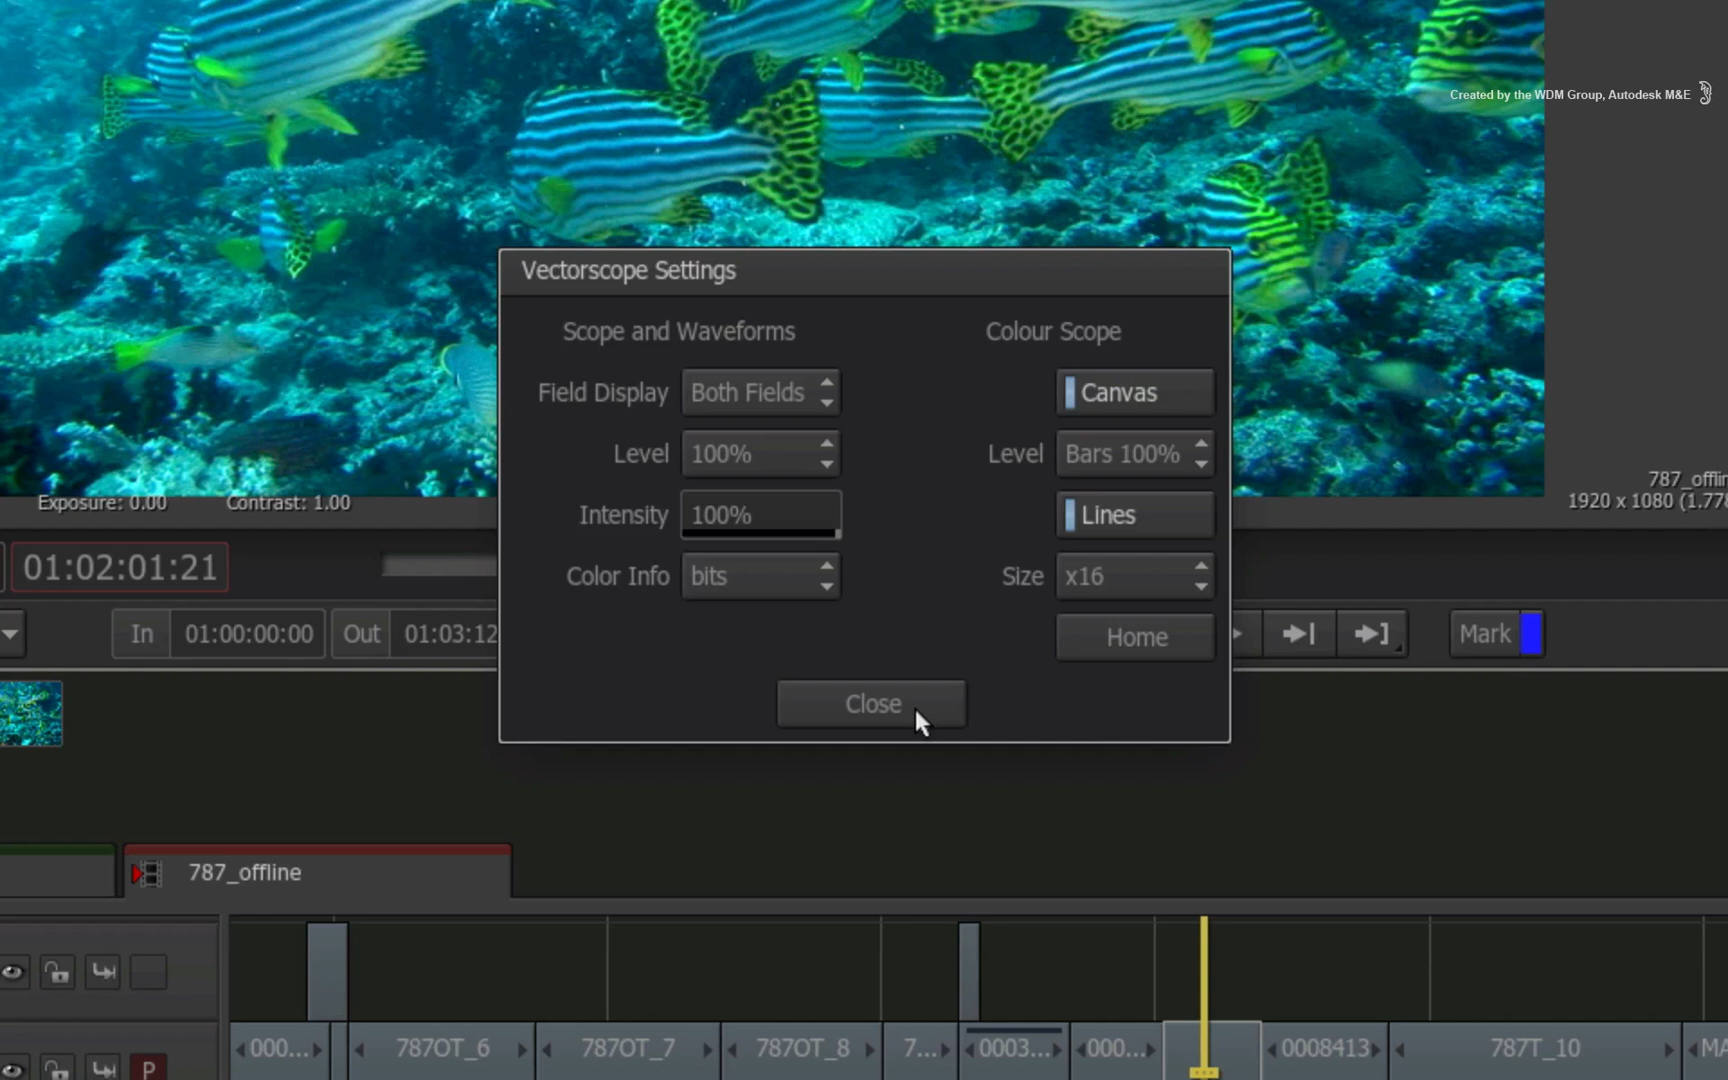 Created by the WDM Group, Autodesk M&E
Vectorscope Settings
Scope and Waveforms
Colour Scope
Field Display
Both Fields
Canvas
Level
100%
Level
Bars 100%
Intensity
100%
Lines
Color Info
bits
Size
x16
Home
Close
Exposure: 0.00
Contrast: 1.00
787_offlin
1920 x 1080 (1.778
01:02:01:21
In
01:00:00:00
Out
01:03:12
Mark
787_offline
P
000...
787OT_6
787OT_7
787OT_8
7...
0003...
000...
0008413
787T_10
MA